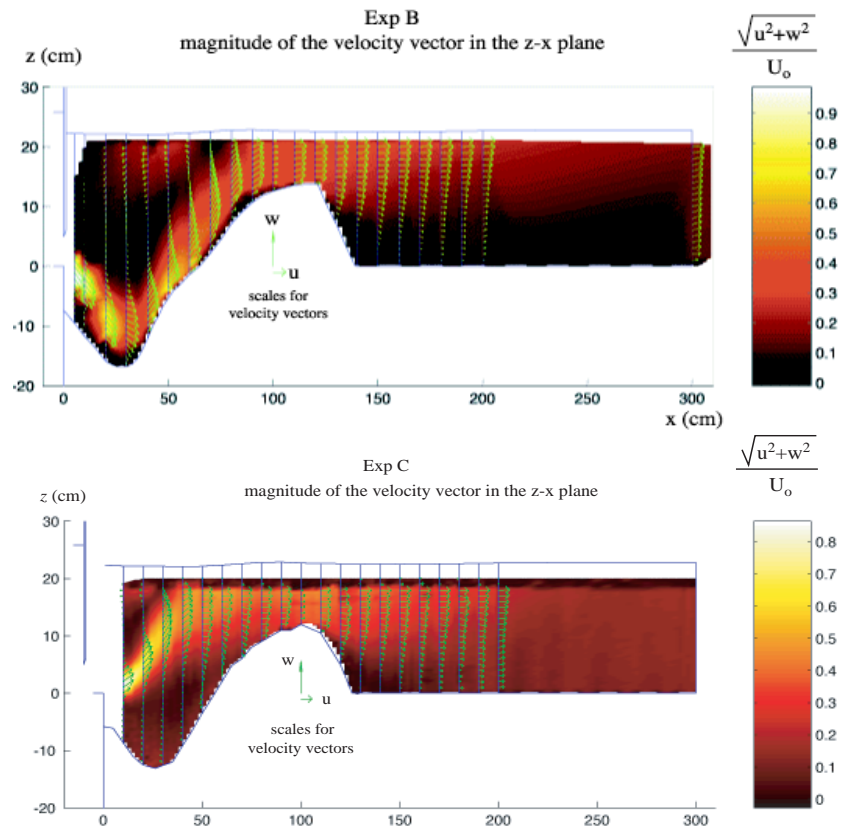 Exp B
magnitude of the velocity vector in the z-x plane
z (cm)
√u²+w²
U₀
30
20
10
0
-10
-20
0 50 100 150 200 250 300
x (cm)
w
u
scales for
velocity vectors
0.9
0.8
0.7
0.6
0.5
0.4
0.3
0.2
0.1
0
Exp C
magnitude of the velocity vector in the z-x plane
z (cm)
√u²+w²
U₀
30
20
10
0
-10
-20
0 50 100 150 200 250 300
w
u
scales for
velocity vectors
0.8
0.7
0.6
0.5
0.4
0.3
0.2
0.1
0